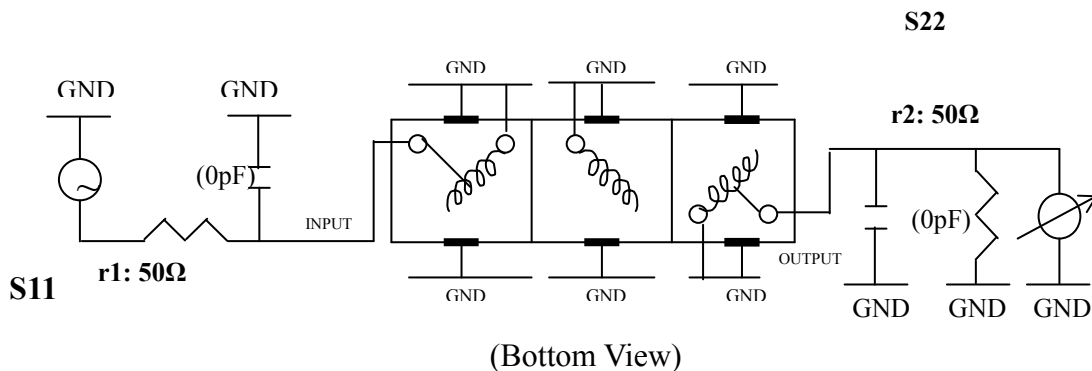 S22
GND
GND
GND
GND
GND
r2: 50Ω
(0pF)
(0pF)
INPUT
OUTPUT
r1: 50Ω
S11
GND
GND
GND
GND
GND
GND
(Bottom View)